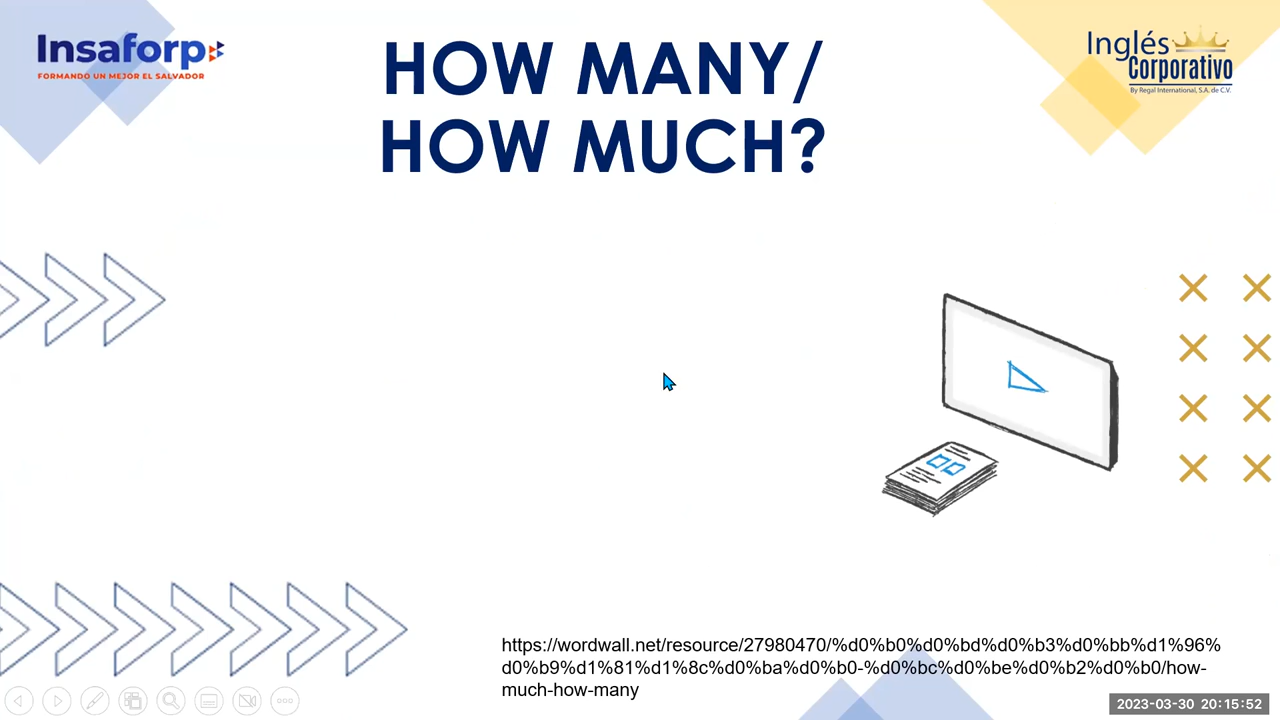 Insaforp
FORMANDO UN MEJOR EL SALVADOR
HOW MANY/
HOW MUCH?
Inglés
Corporativo
By Regal International, S.A. de C.V.
https://wordwall.net/resource/27980470/%d0%b0%d0%bd%d0%b3%d0%bb%d1%96%
d0%b9%d1%81%d1%8c%d0%ba%d0%b0-%d0%bc%d0%be%d0%b2%d0%b0/how-
much-how-many
2023-03-30 20:15:52